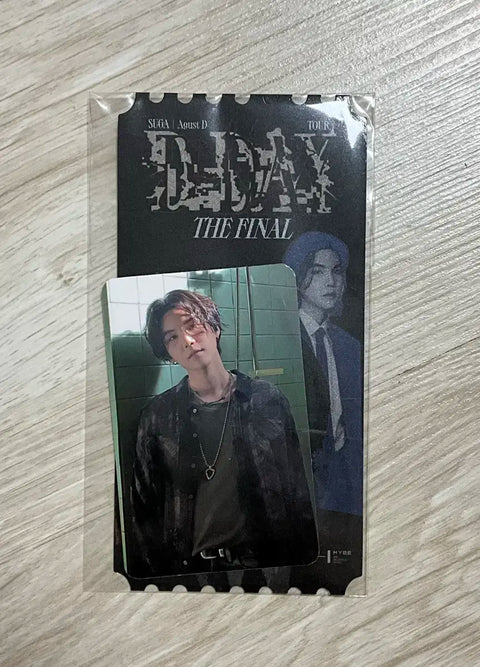 SUGA | Agust D TOUR
D-DAY
THE FINAL
HYBE